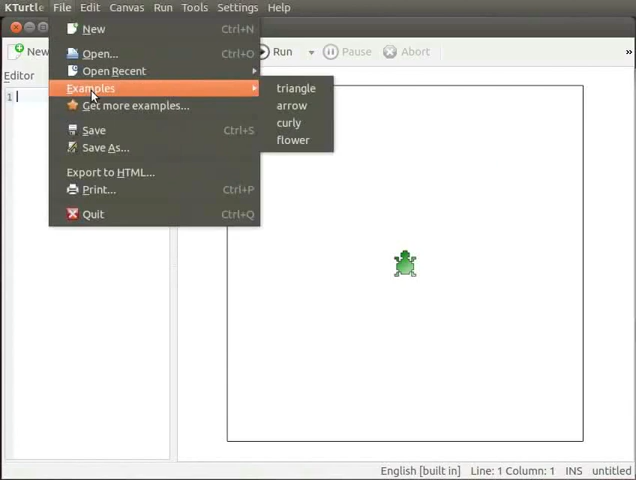 KTurtle File Edit Canvas Run Tools Settings Help
New Run Pause Abort »
Editor
1
New Ctrl+N
Open... Ctrl+O
Open Recent
Examples
Get more examples...
Save Ctrl+S
Save As...
Export to HTML...
Print... Ctrl+P
Quit Ctrl+Q
triangle
arrow
curly
flower
English [built in] Line: 1 Column: 1 INS untitled